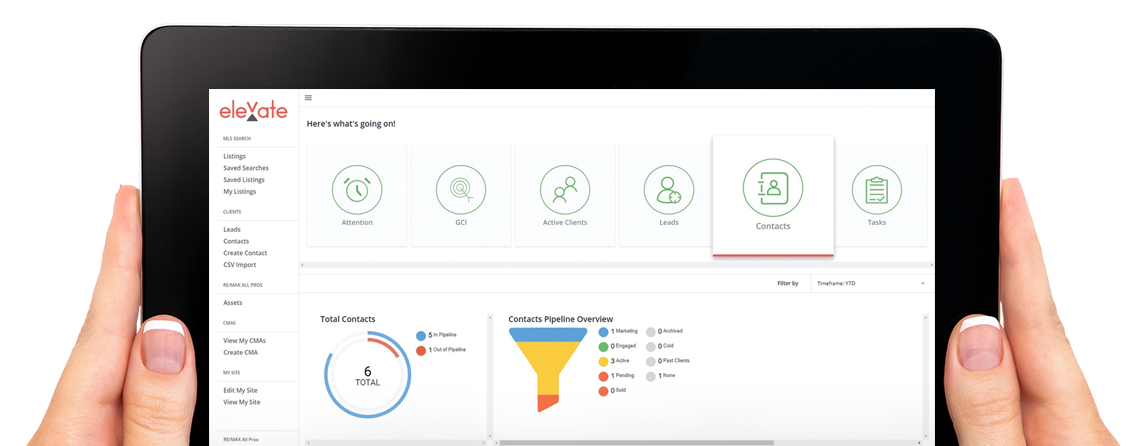 elevate
Here's what's going on!
MLS SEARCH
Listings
Saved Searches
Saved Listings
My Listings
CLIENTS
Leads
Contacts
Create Contact
CSV Import
RE/MAX ALL PROS
Assets
CMAS
View My CMAs
Create CMA
MY SITE
Edit My Site
View My Site
RE/MAX All Pros
Attention
GCI
Active Clients
Leads
Contacts
Tasks
Filter by
Timeframe: YTD
Total Contacts
6
TOTAL
5 In Pipeline
1 Out of Pipeline
Contacts Pipeline Overview
1 Marketing
0 Engaged
3 Active
1 Pending
0 Sold
0 Archived
0 Cold
0 Past Clients
1 None